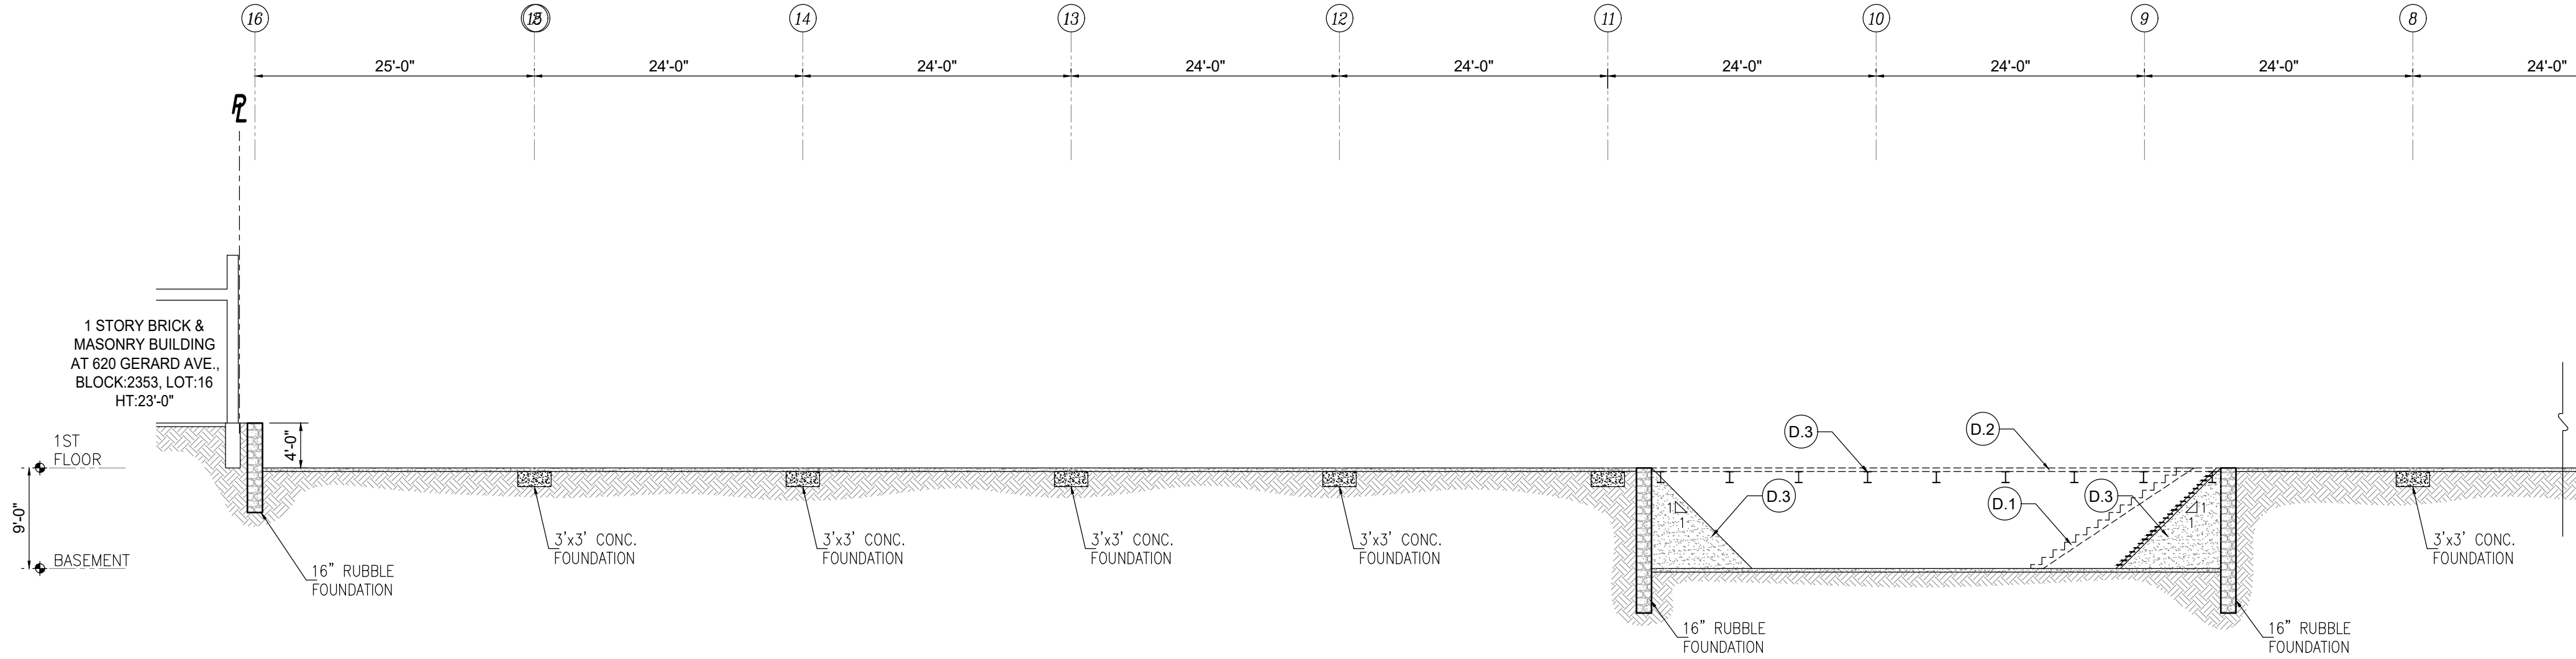 16
14
13
12
11
10
9
8
25'-0"
24'-0"
24'-0"
24'-0"
24'-0"
24'-0"
24'-0"
24'-0"
24'-0"
PL
1 STORY BRICK &
MASONRY BUILDING
AT 620 GERARD AVE.,
BLOCK:2353, LOT:16
HT:23'-0"
1ST
FLOOR
4'-0"
9'-0"
BASEMENT
16" RUBBLE
FOUNDATION
3'x3' CONC.
FOUNDATION
3'x3' CONC.
FOUNDATION
3'x3' CONC.
FOUNDATION
3'x3' CONC.
FOUNDATION
D.3
D.2
D.3
D.1
D.3
1
1
1
1
16" RUBBLE
FOUNDATION
16" RUBBLE
FOUNDATION
3'x3' CONC.
FOUNDATION